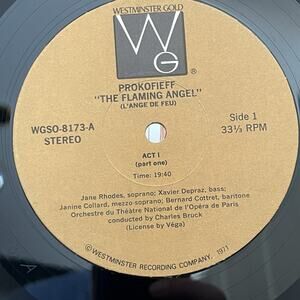 WESTMINSTER GOLD
WG
PROKOFIEFF
"THE FLAMING ANGEL"
(L'ANGE DE FEU)
WGSO-8173-A
STEREO
Side 1
33⅓ RPM
ACT I
(part one)
Time: 19:40
Jane Rhodes, soprano; Xavier Depraz, bass;
Janine Collard, mezzo soprano; Bernard Cottret, baritone
Orchestre du Théâtre National de l'Opéra de Paris
conducted by Charles Bruck
(License by Véga)
©WESTMINSTER RECORDING COMPANY, 1971
A